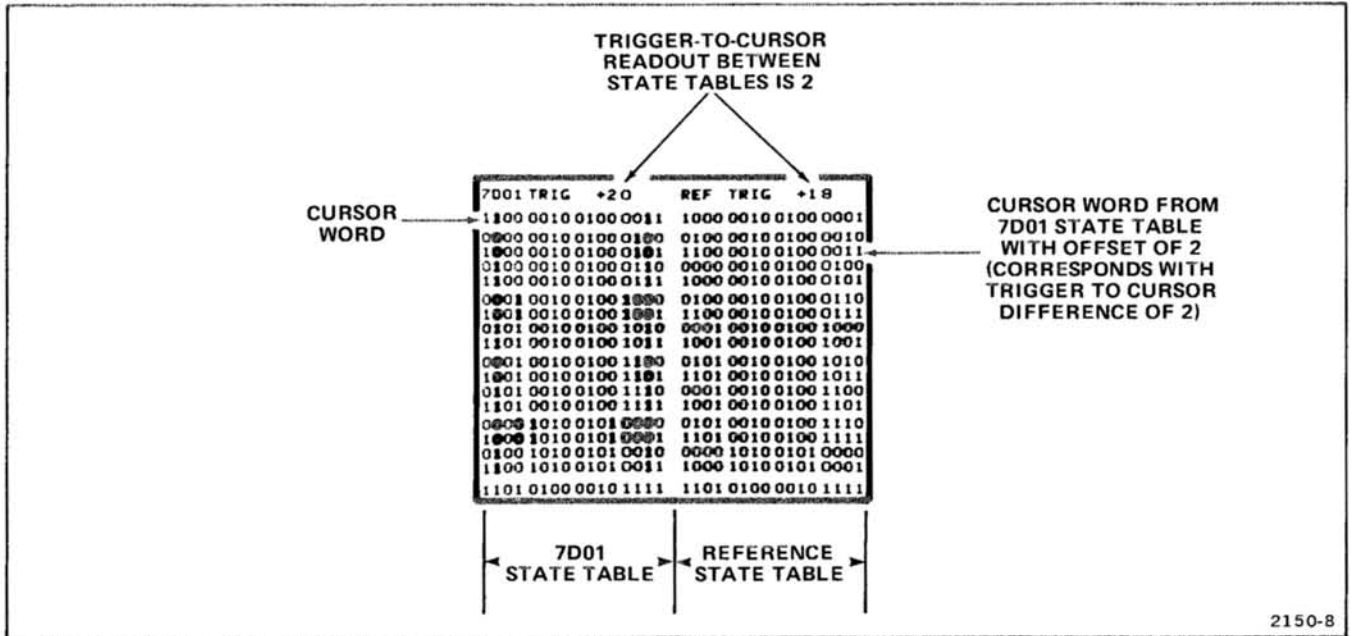 TRIGGER-TO-CURSOR
READOUT BETWEEN
STATE TABLES IS 2
7D01 TRIG +20 REF TRIG +18
CURSOR
WORD
1100 0010 0100 0011 1000 0010 0100 0001
0000 0010 0100 0100 0100 0010 0100 0010
1000 0010 0100 0101 1100 0010 0100 0011
0100 0010 0100 0110 0000 0010 0100 0100
1100 0010 0100 0111 1000 0010 0100 0101
0001 0010 0100 1000 0100 0010 0100 0110
1001 0010 0100 1001 1100 0010 0100 0111
0101 0010 0100 1010 0001 0010 0100 1000
1101 0010 0100 1011 1001 0010 0100 1001
0001 0010 0100 1100 0101 0010 0100 1010
1001 0010 0100 1101 1101 0010 0100 1011
0101 0010 0100 1110 0001 0010 0100 1100
1101 0010 0100 1111 1001 0010 0100 1101
0000 1010 0101 0000 0101 0010 0100 1110
1000 1010 0101 0001 1101 0010 0100 1111
0100 1010 0101 0010 0000 1010 0101 0000
1100 1010 0101 0011 1000 1010 0101 0001
1101 0100 0010 1111 1101 0100 0010 1111
CURSOR WORD FROM
7D01 STATE TABLE
WITH OFFSET OF 2
(CORRESPONDS WITH
TRIGGER TO CURSOR
DIFFERENCE OF 2)
7D01
STATE TABLE
REFERENCE
STATE TABLE
2150-8